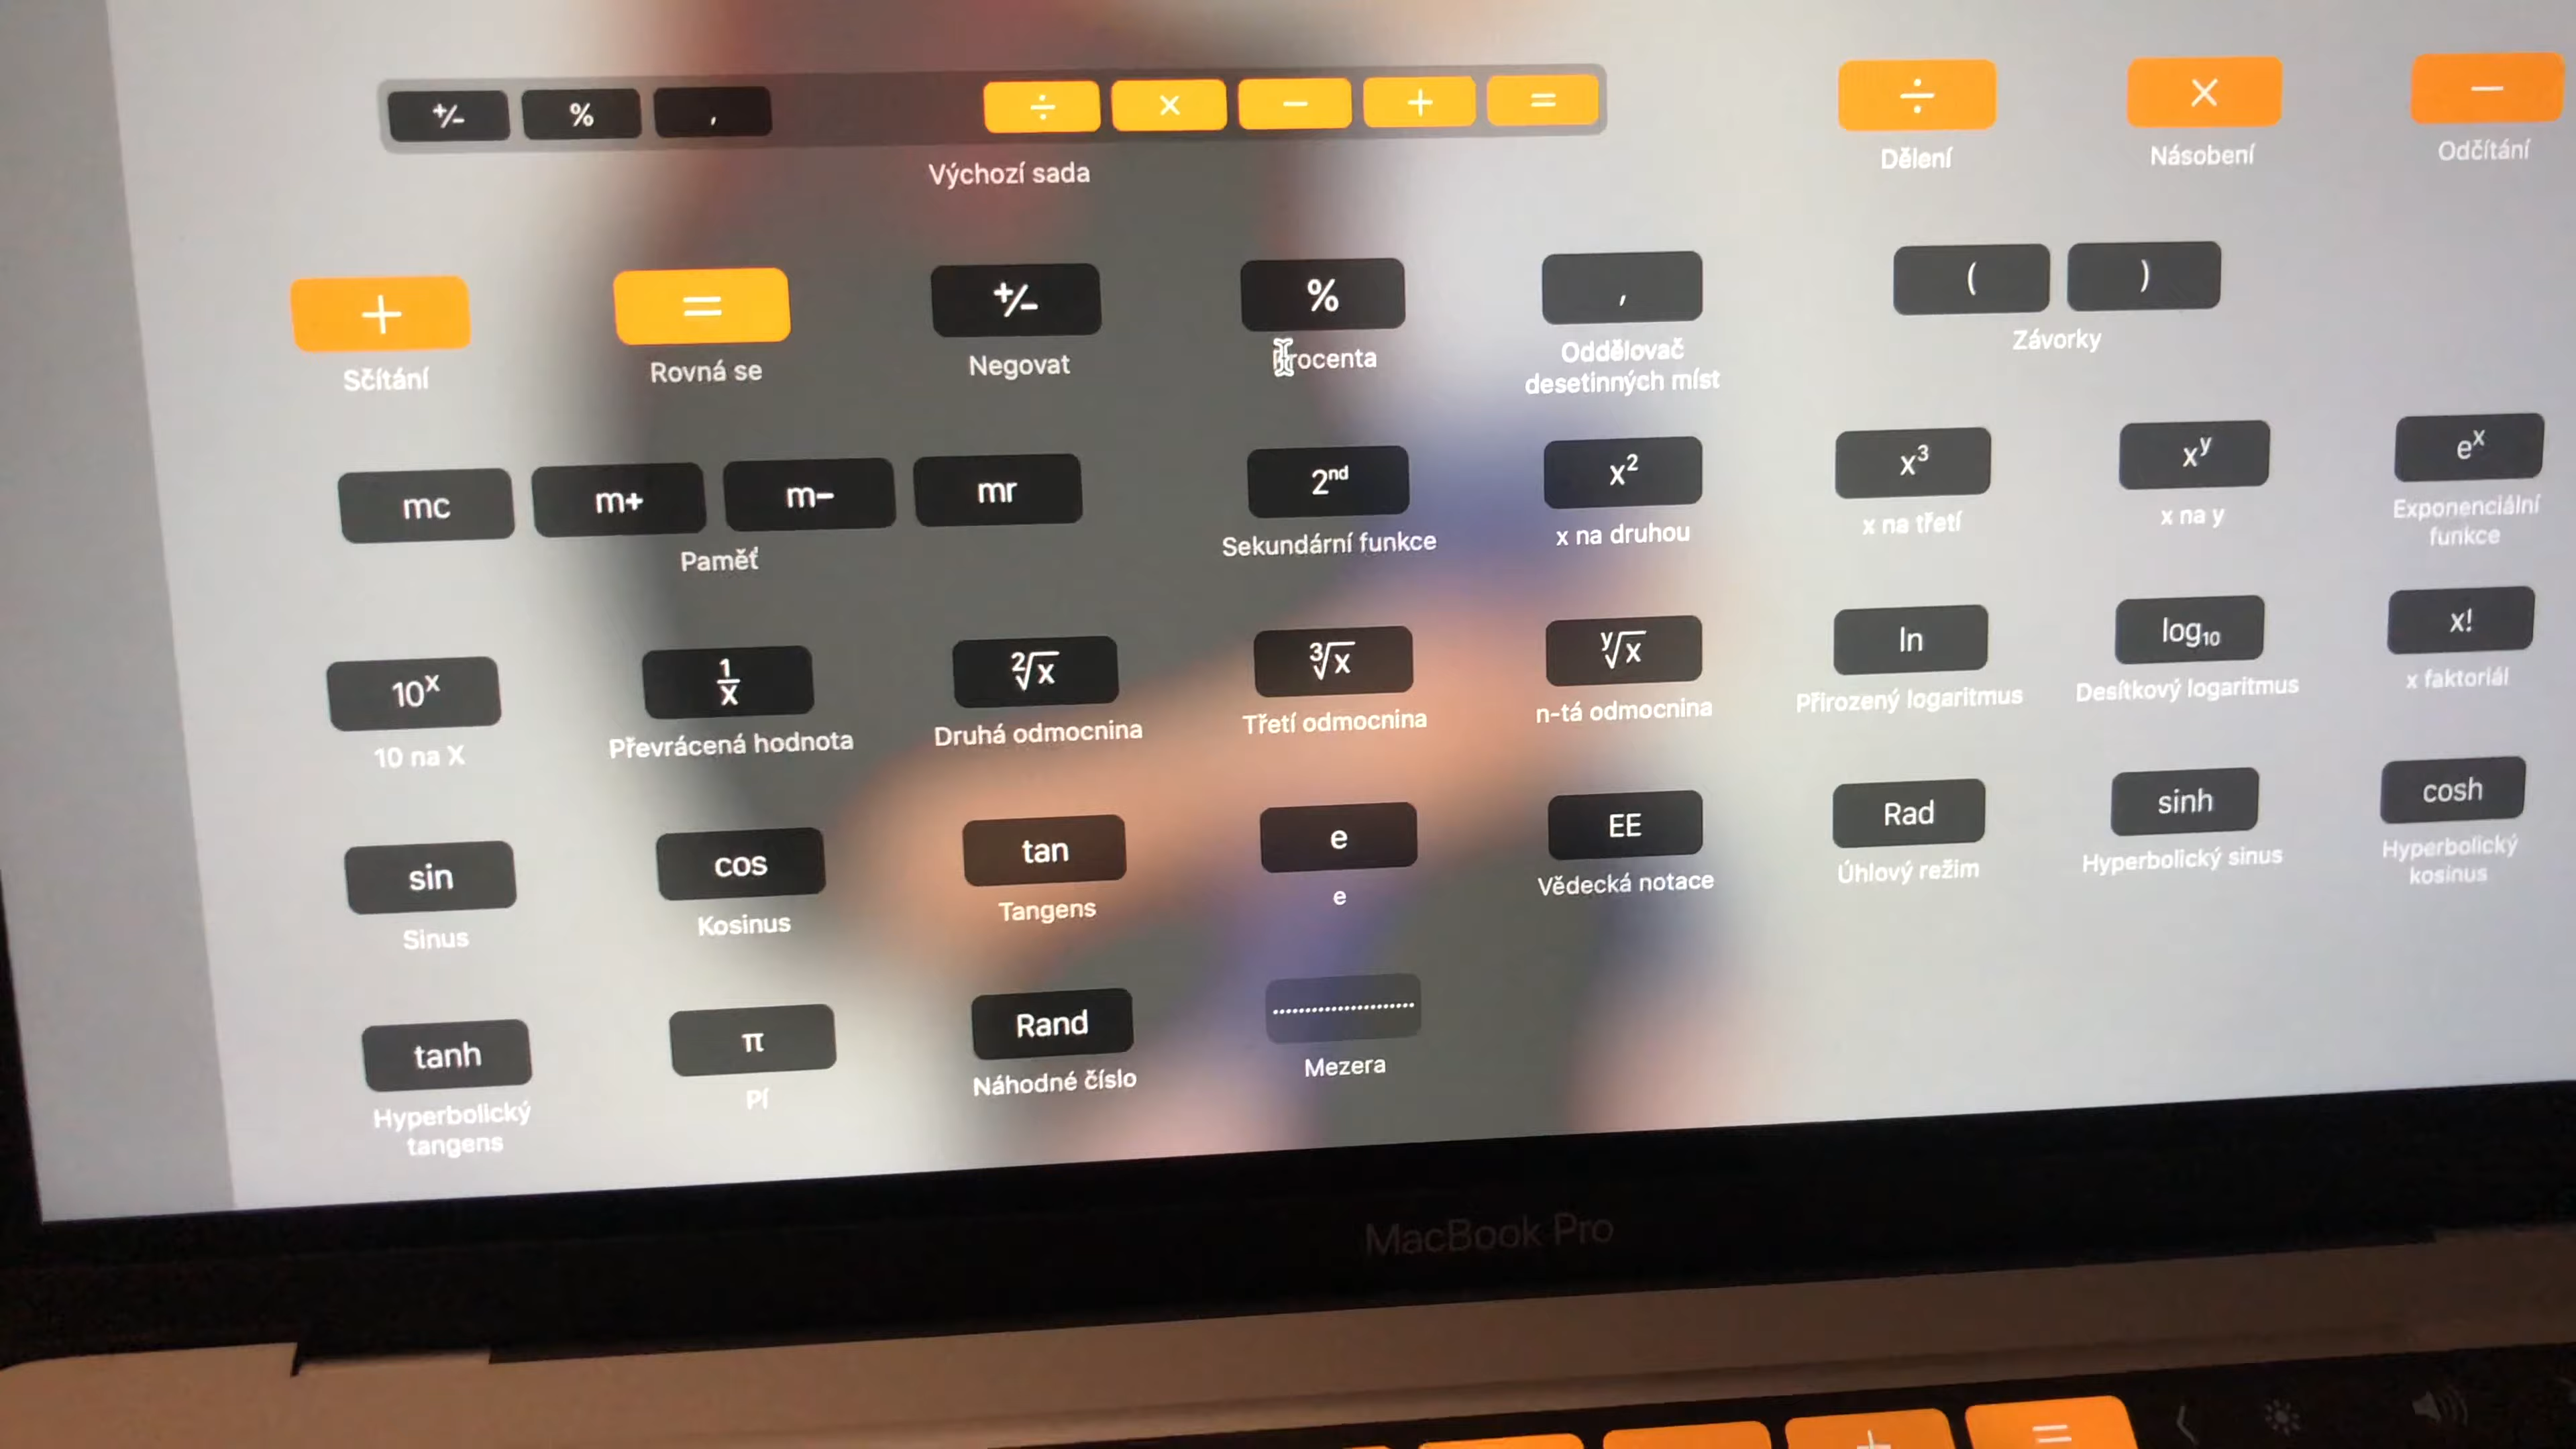 +/- % , ÷ × − + =
Výchozí sada
÷ × −
Dělení Násobení Odčítání
+ = +/- % , ( )
Sčítání Rovná se Negovat Procenta Oddělovač
desetinných míst
Závorky
mc m+ m− mr 2nd x² x³ xʸ eˣ
Paměť Sekundární funkce x na druhou x na třetí x na y Exponenciální
funkce
10ˣ 1/x ²√x ³√x ʸ√x ln log₁₀ x!
10 na X Převrácená hodnota Druhá odmocnina Třetí odmocnina n-tá odmocnina Přirozený logaritmus Desítkový logaritmus x faktoriál
sin cos tan e EE Rad sinh cosh
Sinus Kosinus Tangens e Vědecká notace Úhlový režim Hyperbolický sinus Hyperbolický
kosinus
tanh π Rand
Hyperbolický
tangens
Pí Náhodné číslo Mezera
MacBook Pro
+ =